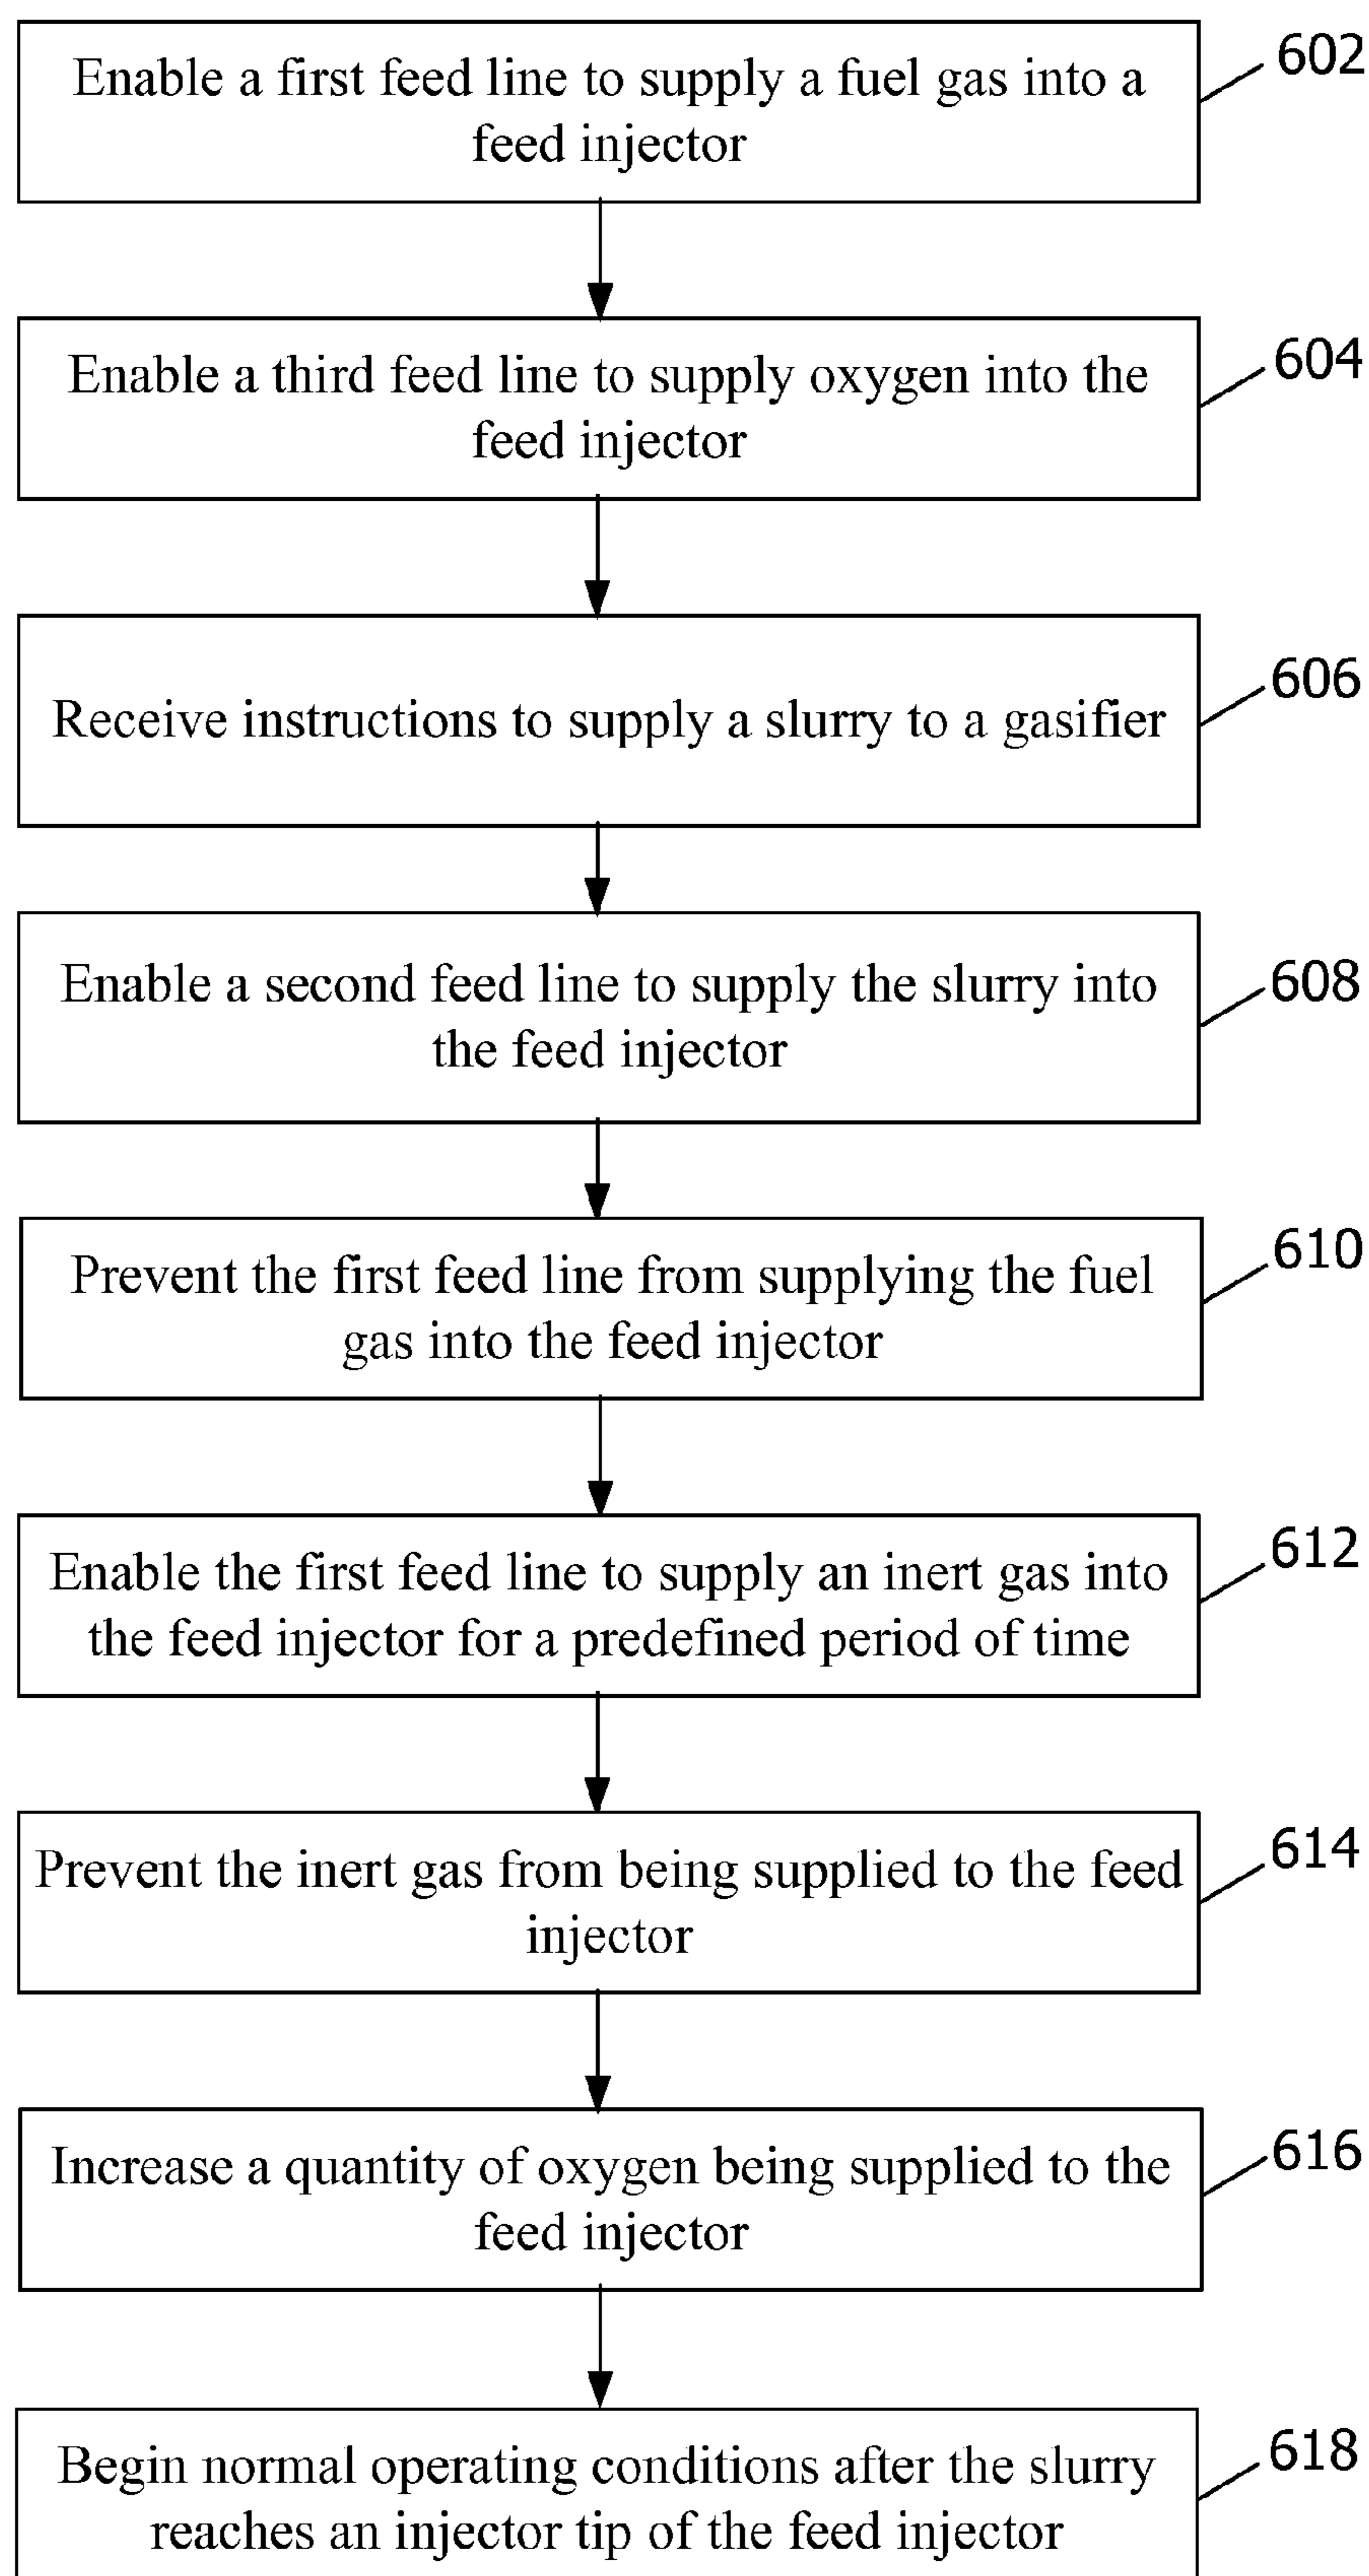 Enable a first feed line to supply a fuel gas into a
feed injector
602
Enable a third feed line to supply oxygen into the
feed injector
604
Receive instructions to supply a slurry to a gasifier
606
Enable a second feed line to supply the slurry into
the feed injector
608
Prevent the first feed line from supplying the fuel
gas into the feed injector
610
Enable the first feed line to supply an inert gas into
the feed injector for a predefined period of time
612
Prevent the inert gas from being supplied to the feed
injector
614
Increase a quantity of oxygen being supplied to the
feed injector
616
Begin normal operating conditions after the slurry
reaches an injector tip of the feed injector
618